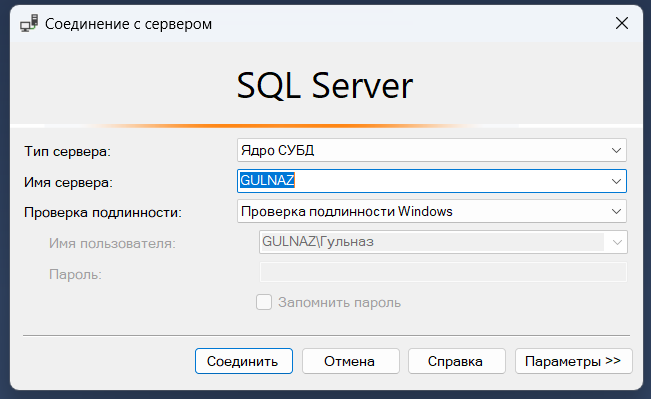 Соединение с сервером
SQL Server
Тип сервера: Ядро СУБД
Имя сервера: GULNAZ
Проверка подлинности: Проверка подлинности Windows
Имя пользователя: GULNAZ\Гульназ
Пароль:
Запомнить пароль
Соединить Отмена Справка Параметры >>